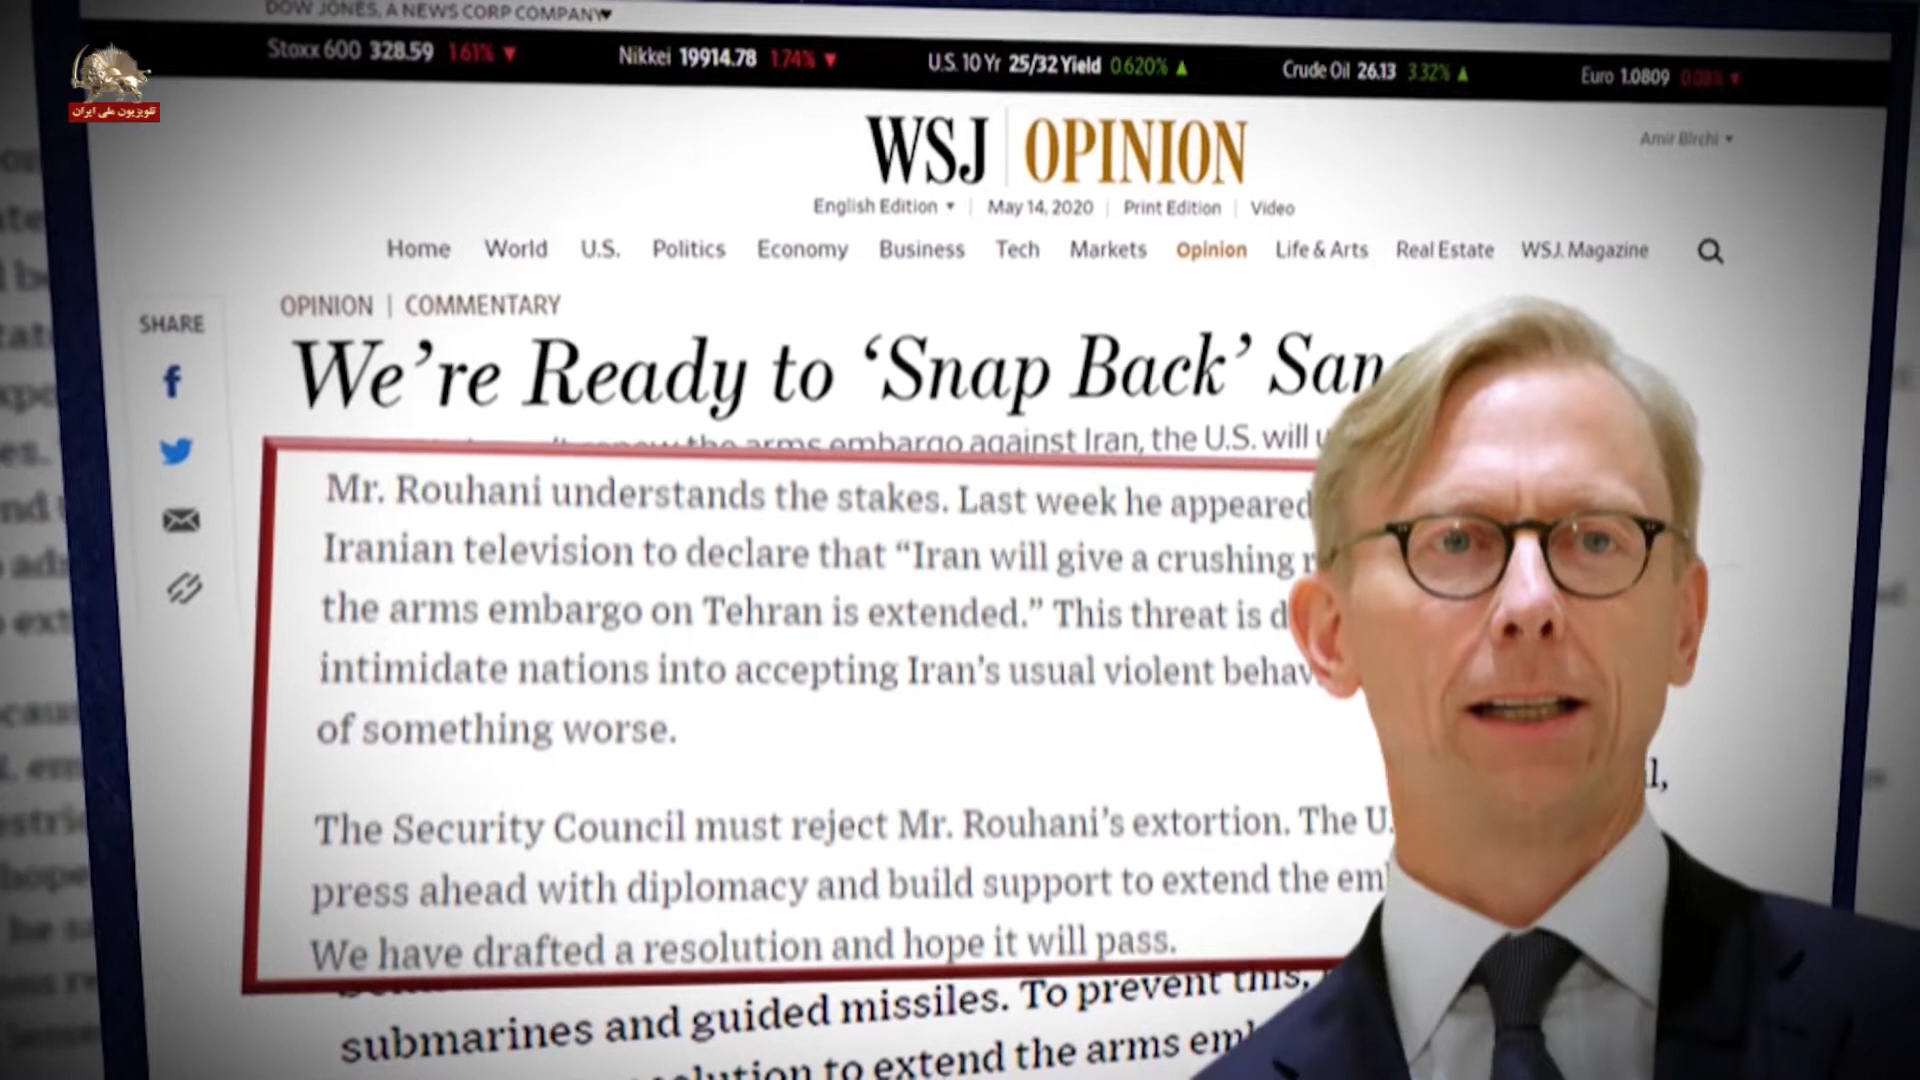 DOW JONES, A NEWS CORP COMPANY
Stoxx 600 328.59 1.61% ▼ Nikkei 19914.78 1.74% ▼ U.S. 10 Yr 25/32 Yield 0.620% ▲ Crude Oil 26.13 3.32% ▲ Euro 1.0809 0.08% ▼
تلویزیون ملی ایران
WSJ OPINION
Amir Birchi
English Edition | May 14, 2020 | Print Edition | Video
Home World U.S. Politics Economy Business Tech Markets Opinion Life & Arts Real Estate WSJ. Magazine
OPINION | COMMENTARY
SHARE
We're Ready to ‘Snap Back’ San
the arms embargo against Iran, the U.S. will
Mr. Rouhani understands the stakes. Last week he appeared
Iranian television to declare that “Iran will give a crushing r
the arms embargo on Tehran is extended.” This threat is d
intimidate nations into accepting Iran's usual violent behav
of something worse.
The Security Council must reject Mr. Rouhani's extortion. The U.
press ahead with diplomacy and build support to extend the em
We have drafted a resolution and hope it will pass.
submarines and guided missiles. To prevent this,
to extend the arms em